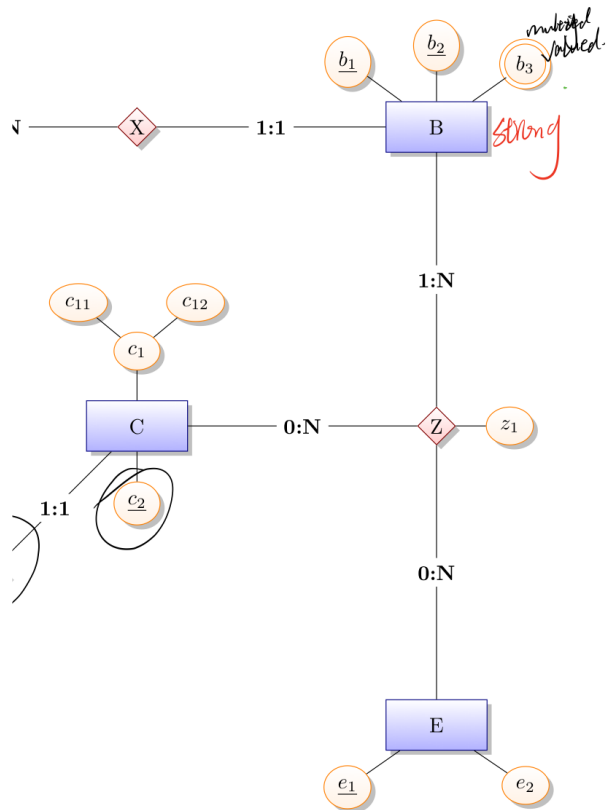 b₁
b₂
b₃
valued.
N
X
1:1
B
strong
1:N
c₁₁
c₁₂
c₁
C
0:N
Z
z₁
1:1
c₂
0:N
E
e₁
e₂